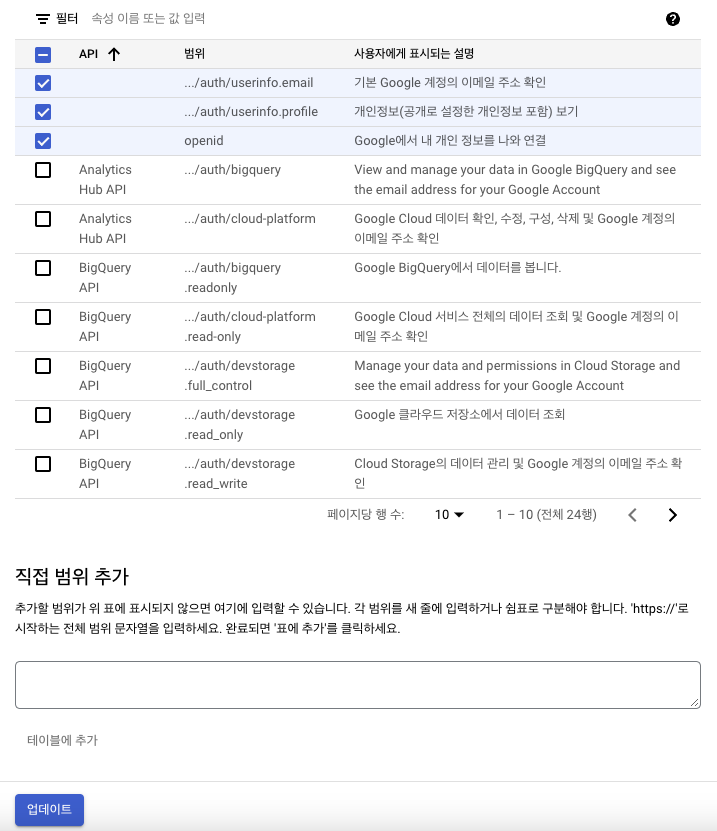 필터 속성 이름 또는 값 입력
API 범위 사용자에게 표시되는 설명
.../auth/userinfo.email 기본 Google 계정의 이메일 주소 확인
.../auth/userinfo.profile 개인정보(공개로 설정한 개인정보 포함) 보기
openid Google에서 내 개인 정보를 나와 연결
Analytics .../auth/bigquery View and manage your data in Google BigQuery and see
Hub API the email address for your Google Account
Analytics .../auth/cloud-platform Google Cloud 데이터 확인, 수정, 구성, 삭제 및 Google 계정의
Hub API 이메일 주소 확인
BigQuery .../auth/bigquery Google BigQuery에서 데이터를 봅니다.
API .readonly
BigQuery .../auth/cloud-platform Google Cloud 서비스 전체의 데이터 조회 및 Google 계정의 이
API .read-only 메일 주소 확인
BigQuery .../auth/devstorage Manage your data and permissions in Cloud Storage and
API .full_control see the email address for your Google Account
BigQuery .../auth/devstorage Google 클라우드 저장소에서 데이터 조회
API .read_only
BigQuery .../auth/devstorage Cloud Storage의 데이터 관리 및 Google 계정의 이메일 주소 확
API .read_write 인
페이지당 행 수: 10 1 – 10 (전체 24행)
직접 범위 추가
추가할 범위가 위 표에 표시되지 않으면 여기에 입력할 수 있습니다. 각 범위를 새 줄에 입력하거나 쉼표로 구분해야 합니다. 'https://'로
시작하는 전체 범위 문자열을 입력하세요. 완료되면 '표에 추가'를 클릭하세요.
테이블에 추가
업데이트